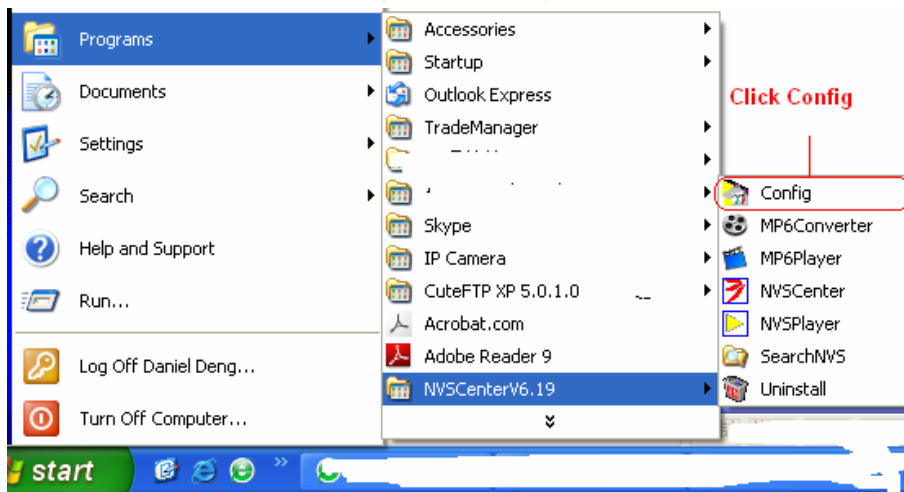 Programs
Documents
Settings
Search
Help and Support
Run...
Log Off Daniel Deng...
Turn Off Computer...
start
Accessories
Startup
Outlook Express
TradeManager
Skype
IP Camera
CuteFTP XP 5.0.1.0
Acrobat.com
Adobe Reader 9
NVSCenterV6.19
Click Config
Config
MP6Converter
MP6Player
NVSCenter
NVSPlayer
SearchNVS
Uninstall